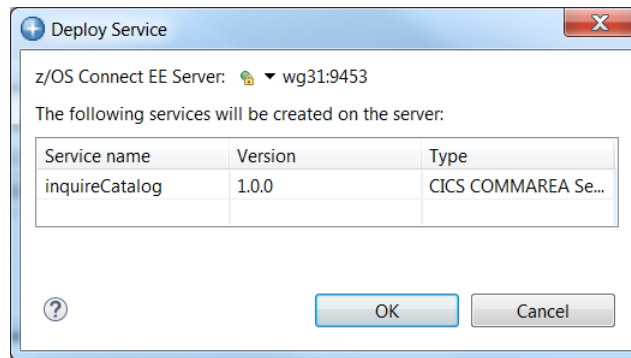 Deploy Service
z/OS Connect EE Server: wg31:9453
The following services will be created on the server:
Service name Version Type
inquireCatalog 1.0.0 CICS COMMAREA Se...
OK Cancel